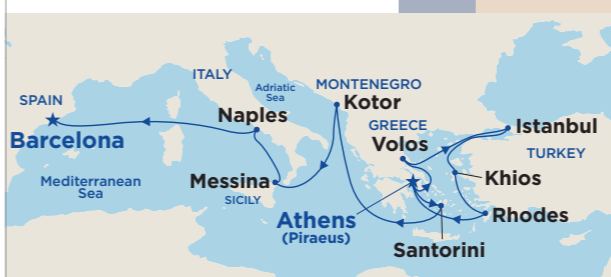 SPAIN
Barcelona
Mediterranean
Sea
ITALY
Naples
Messina
SICILY
Adriatic
Sea
MONTENEGRO
Kotor
GREECE
Volos
Athens
(Piraeus)
Santorini
Istanbul
TURKEY
Khios
Rhodes